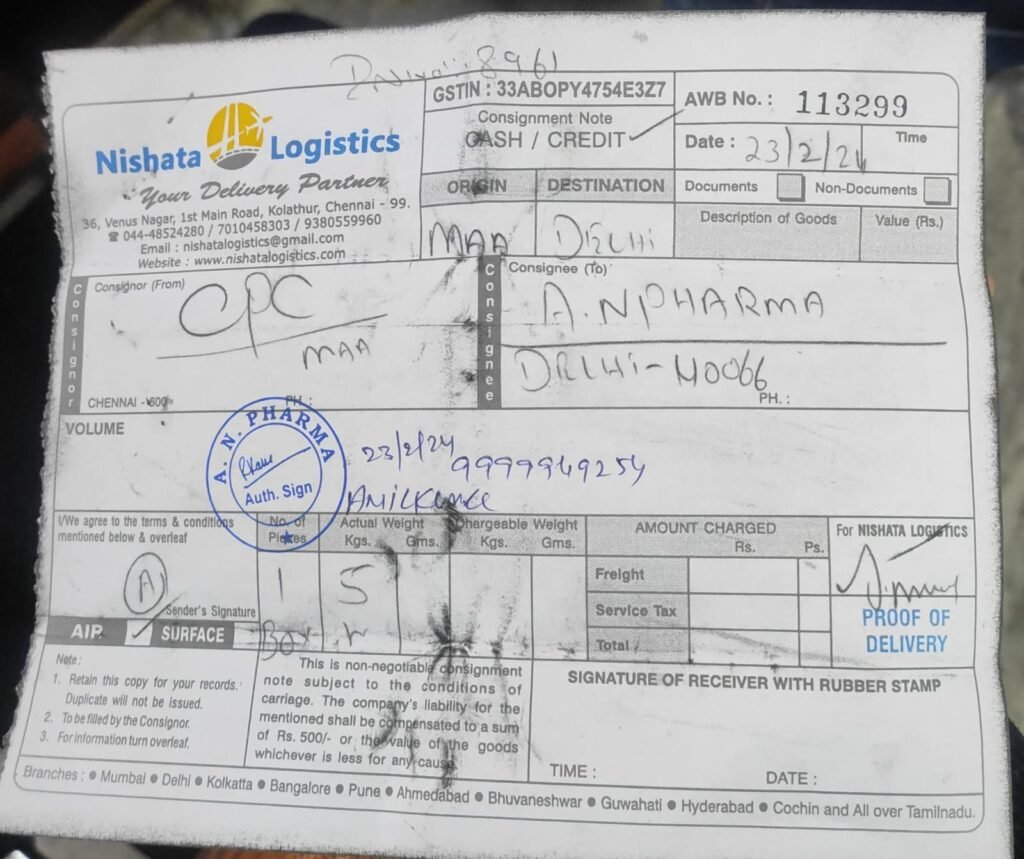 8961
Nishata Logistics
Your Delivery Partner
36, Venus Nagar, 1st Main Road, Kolathur, Chennai - 99.
☎ 044-48524280 / 7010458303 / 9380559960
Email : nishatalogistics@gmail.com
Website : www.nishatalogistics.com
GSTIN : 33ABOPY4754E3Z7
Consignment Note
CASH / CREDIT
AWB No. : 113299
Date : 23/2/24 Time
ORIGIN DESTINATION
MAA DELHI
Documents Non-Documents
Description of Goods Value (Rs.)
Consignor
Consignor (From)
CPC
MAA
CHENNAI - 600 PH. :
Consignee
Consignee (To)
A.N PHARMA
DELHI-110066
PH. :
VOLUME
A. N. PHARMA
Auth. Sign
23/2/24 9999949254
I/We agree to the terms & conditions
mentioned below & overleaf
A
Sender's Signature
AIR ✓ SURFACE
No. of
Pieces
1
Box
Actual Weight
Kgs. Gms.
5
Chargeable Weight
Kgs. Gms.
AMOUNT CHARGED
Rs. Ps.
Freight
Service Tax
Total
For NISHATA LOGISTICS
PROOF OF
DELIVERY
Note :
1. Retain this copy for your records.
Duplicate will not be issued.
2. To be filled by the Consignor.
3. For information turn overleaf.
This is non-negotiable consignment
note subject to the conditions of
carriage. The company's liability for the
mentioned shall be compensated to a sum
of Rs. 500/- or the value of the goods
whichever is less for any cause.
SIGNATURE OF RECEIVER WITH RUBBER STAMP
TIME : DATE :
Branches : ● Mumbai ● Delhi ● Kolkatta ● Bangalore ● Pune ● Ahmedabad ● Bhuvaneshwar ● Guwahati ● Hyderabad ● Cochin and All over Tamilnadu.